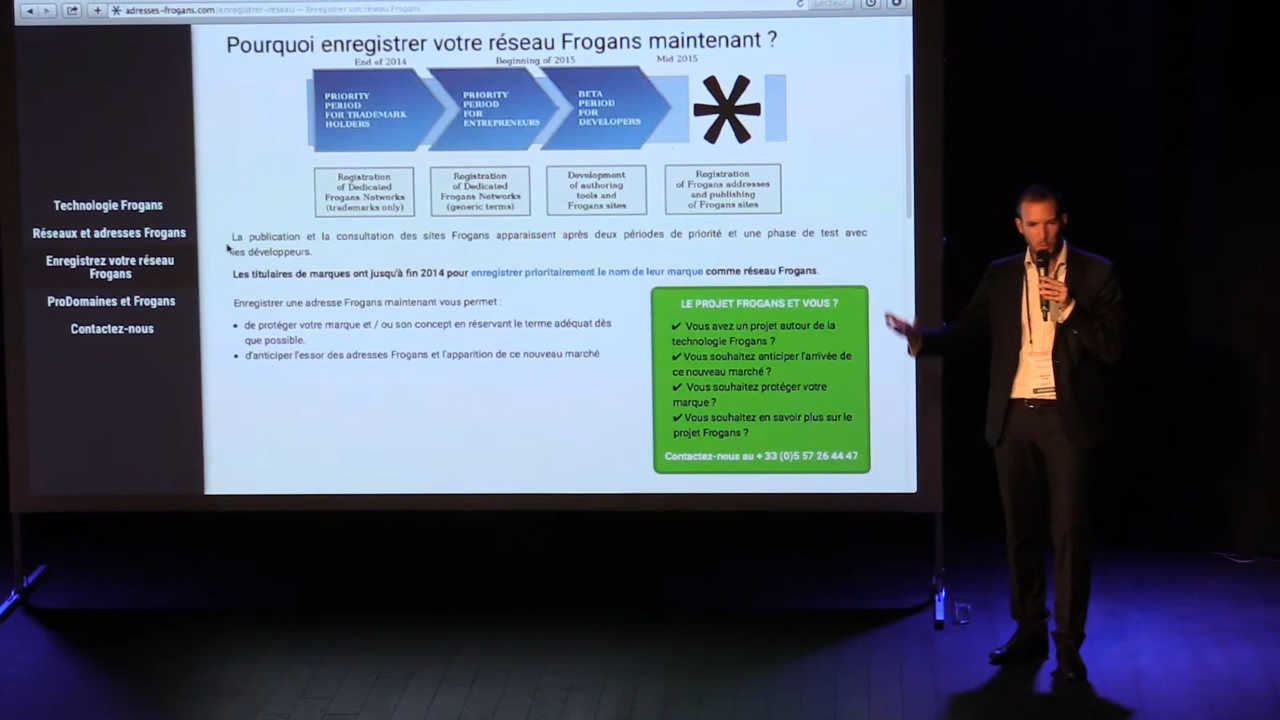 adresses-frogans.com/enregistrer-reseau — Enregistrer son réseau Frogans
Lecteur
Pourquoi enregistrer votre réseau Frogans maintenant ?
End of 2014
Beginning of 2015
Mid 2015
PRIORITY
PERIOD
FOR TRADEMARK
HOLDERS
PRIORITY
PERIOD
FOR
ENTREPRENEURS
BETA
PERIOD
FOR
DEVELOPERS
Registration
of Dedicated
Frogans Networks
(trademarks only)
Registration
of Dedicated
Frogans Networks
(generic terms)
Development
of authoring
tools and
Frogans sites
Registration
of Frogans addresses
and publishing
of Frogans sites
Technologie Frogans
Réseaux et adresses Frogans
Enregistrez votre réseau
Frogans
ProDomaines et Frogans
Contactez-nous
La publication et la consultation des sites Frogans apparaissent après deux périodes de priorité et une phase de test avec
les développeurs.
Les titulaires de marques ont jusqu'à fin 2014 pour enregistrer prioritairement le nom de leur marque comme réseau Frogans.
Enregistrer une adresse Frogans maintenant vous permet :
• de protéger votre marque et / ou son concept en réservant le terme adéquat dès
que possible.
• d'anticiper l'essor des adresses Frogans et l'apparition de ce nouveau marché
LE PROJET FROGANS ET VOUS ?
✔ Vous avez un projet autour de la
technologie Frogans ?
✔ Vous souhaitez anticiper l'arrivée de
ce nouveau marché ?
✔ Vous souhaitez protéger votre
marque ?
✔ Vous souhaitez en savoir plus sur le
projet Frogans ?
Contactez-nous au + 33 (0)5 57 26 44 47